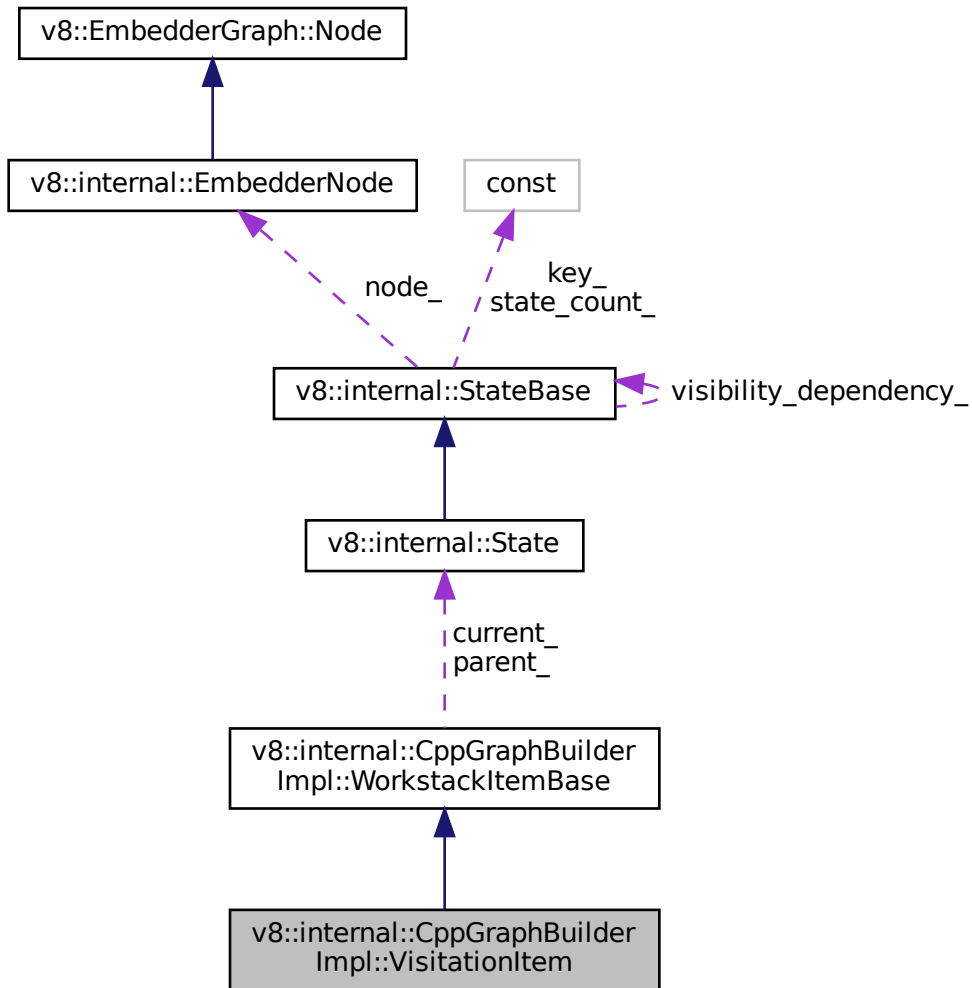 v8::EmbedderGraph::Node
v8::internal::EmbedderNode
const
node_
key_
state_count_
v8::internal::StateBase
visibility_dependency_
v8::internal::State
current_
parent_
v8::internal::CppGraphBuilder
Impl::WorkstackItemBase
v8::internal::CppGraphBuilder
Impl::VisitationItem